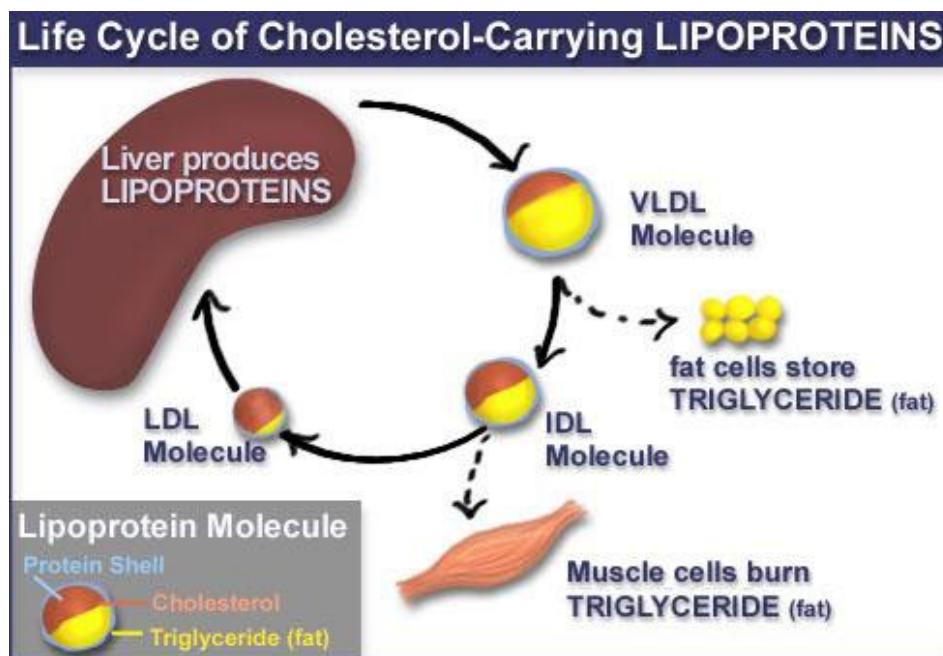 Life Cycle of Cholesterol-Carrying LIPOPROTEINS
Liver produces
LIPOPROTEINS
VLDL
Molecule
fat cells store
TRIGLYCERIDE (fat)
IDL
Molecule
LDL
Molecule
Muscle cells burn
TRIGLYCERIDE (fat)
Lipoprotein Molecule
Protein Shell
Cholesterol
Triglyceride (fat)